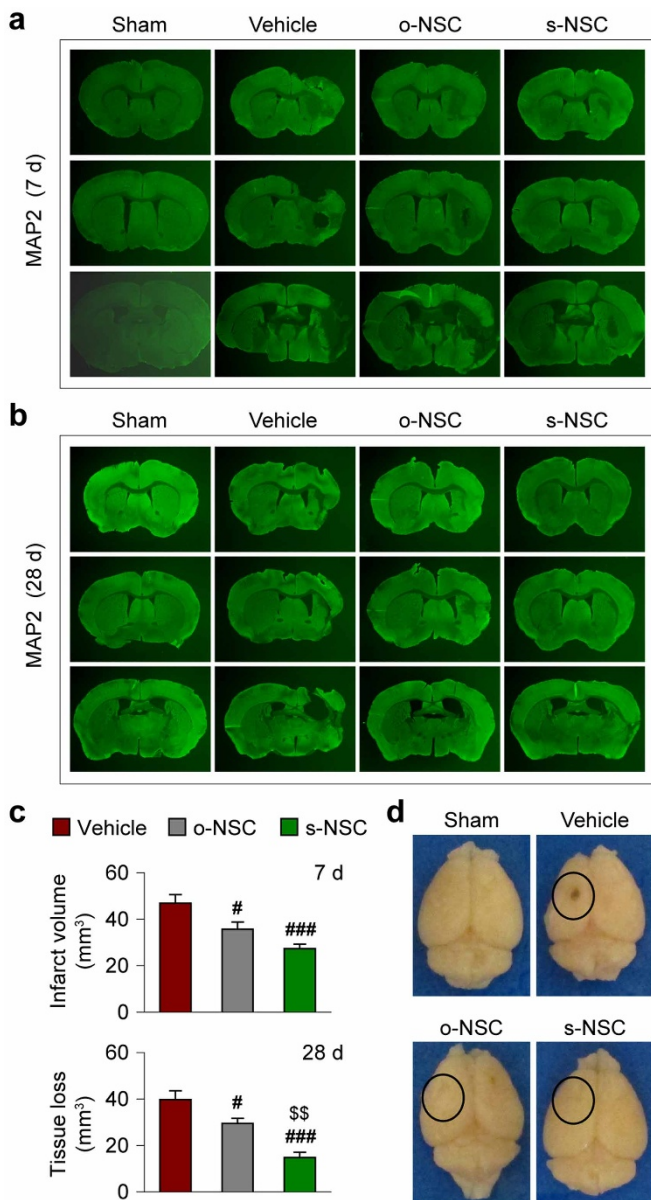 a
Sham Vehicle o-NSC s-NSC
MAP2 (7 d)
b
Sham Vehicle o-NSC s-NSC
MAP2 (28 d)
c
Vehicle o-NSC s-NSC
7 d
Infarct volume
(mm³)
60
40
20
0
#
###
28 d
Tissue loss
(mm³)
60
40
20
0
#
$$
###
d
Sham Vehicle
o-NSC s-NSC